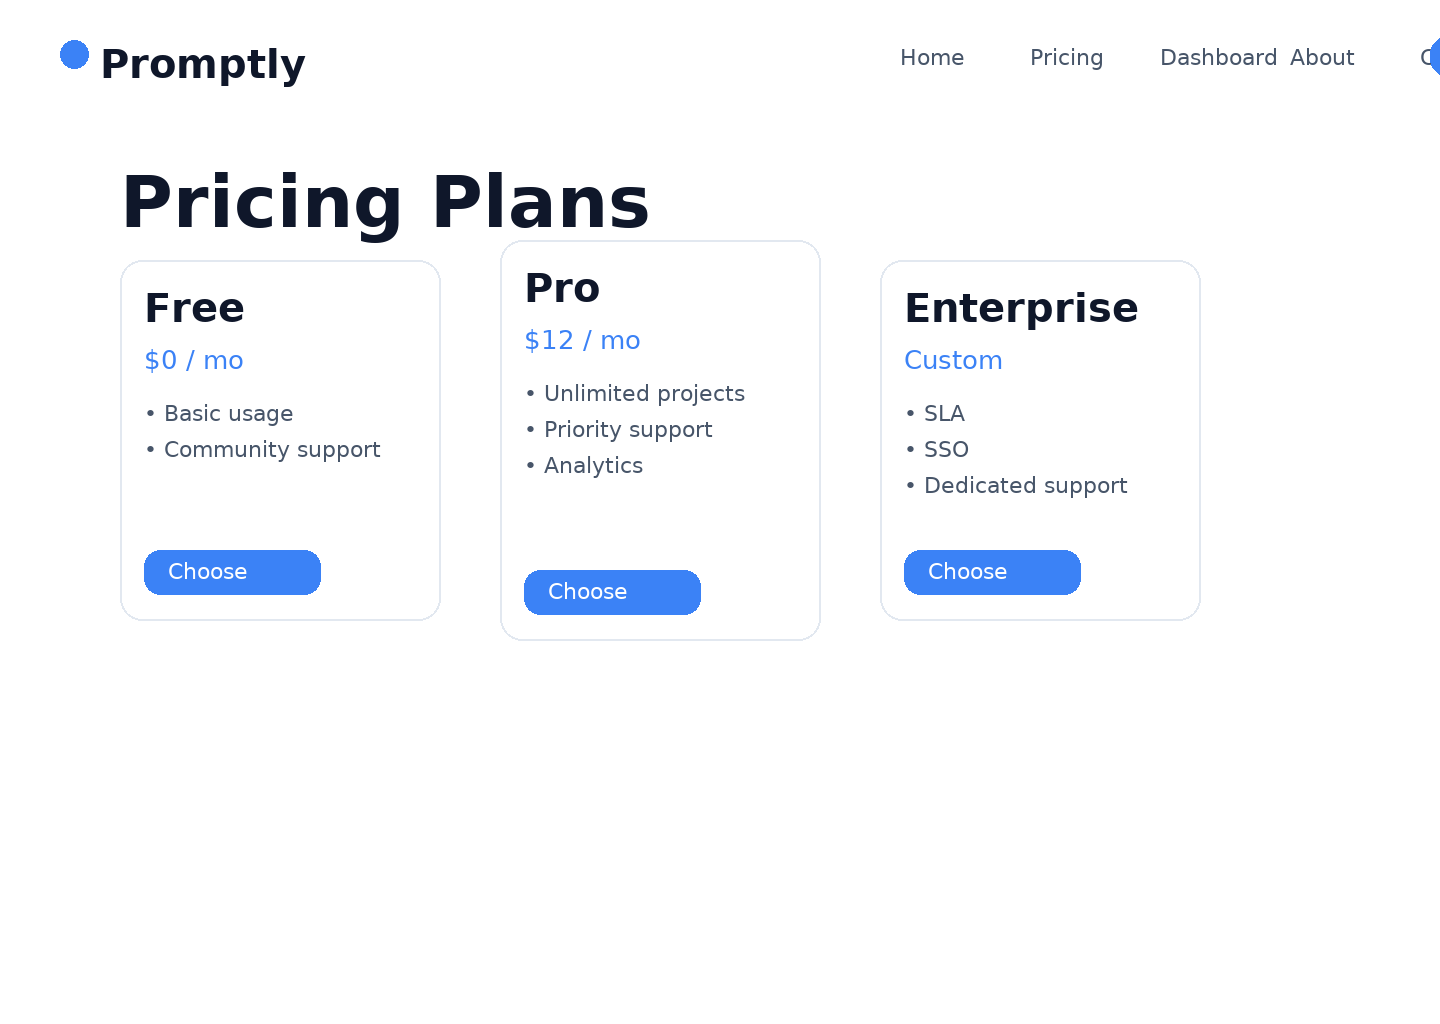 Promptly
Home Pricing Dashboard About
Pricing Plans
Free
$0 / mo
• Basic usage
• Community support
Choose
Pro
$12 / mo
• Unlimited projects
• Priority support
• Analytics
Choose
Enterprise
Custom
• SLA
• SSO
• Dedicated support
Choose